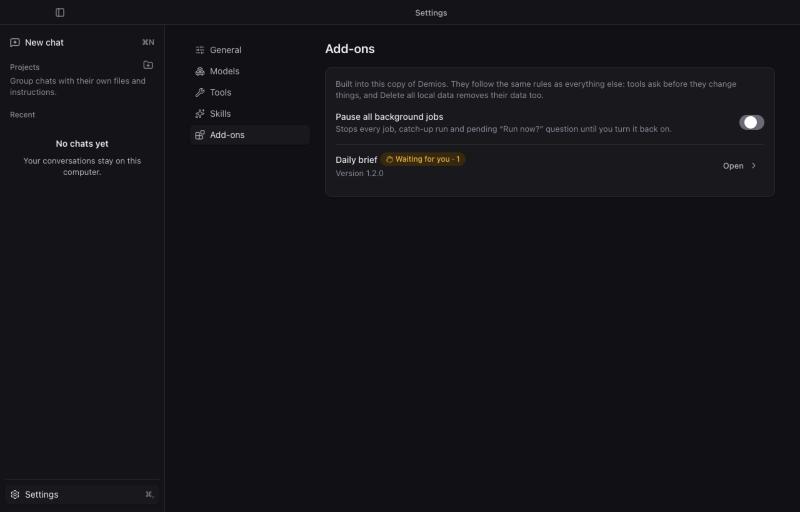 Settings
New chat
⌘N
Projects
Group chats with their own files and
instructions.
Recent
No chats yet
Your conversations stay on this
computer.
Settings
⌘,
General
Models
Tools
Skills
Add-ons
Add-ons
Built into this copy of Demios. They follow the same rules as everything else: tools ask before they change
things, and Delete all local data removes their data too.
Pause all background jobs
Stops every job, catch-up run and pending “Run now?” question until you turn it back on.
Daily brief
Waiting for you · 1
Version 1.2.0
Open